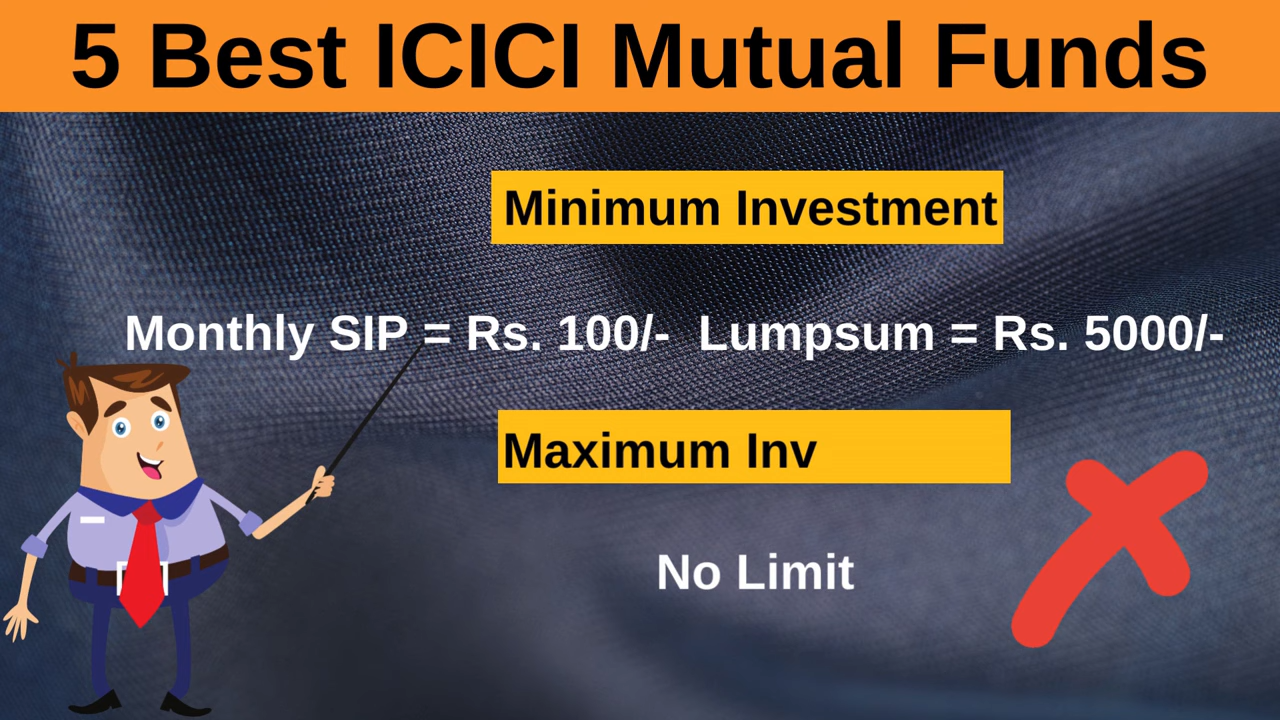 5 Best ICICI Mutual Funds
Minimum Investment
Monthly SIP = Rs. 100/- Lumpsum = Rs. 5000/-
Maximum Inv
No Limit